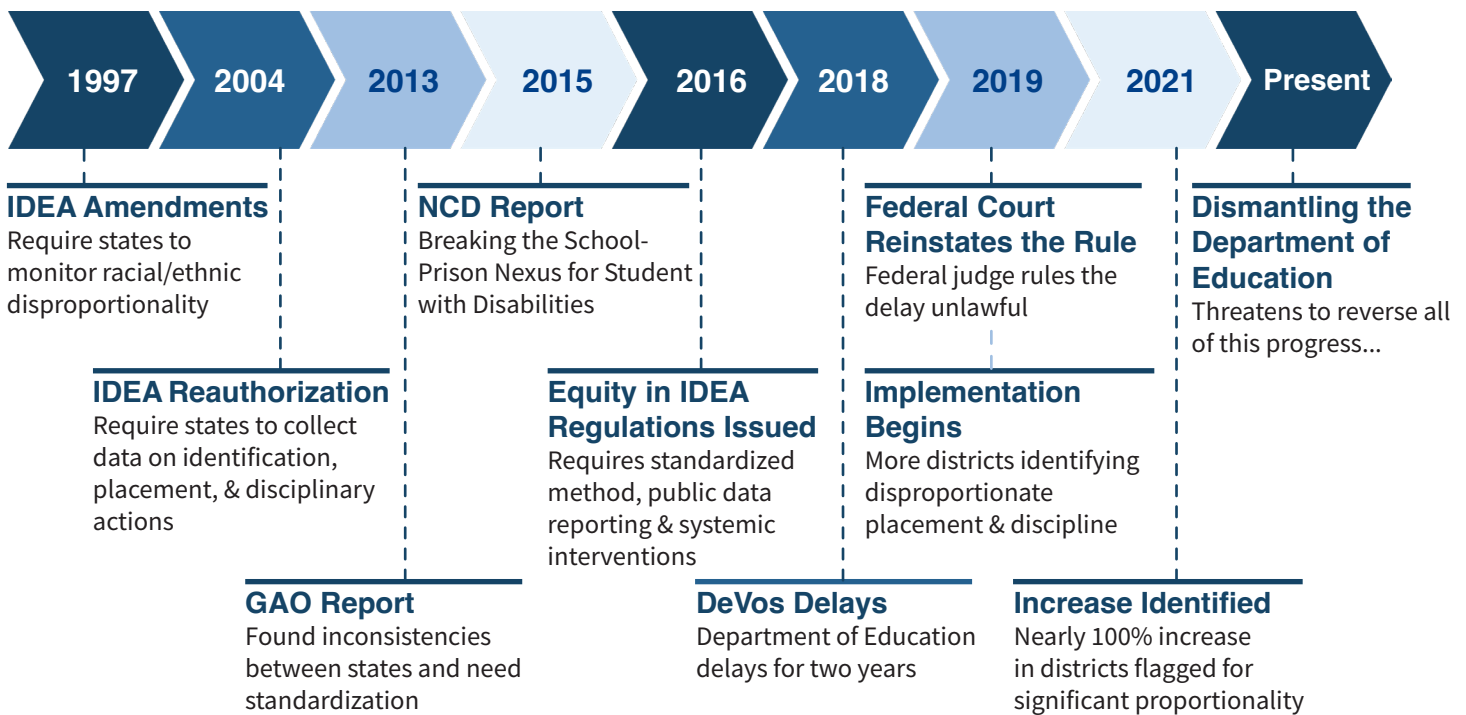 1997
2004
2013
2015
2016
2018
2019
2021
Present
IDEA Amendments
Require states to
monitor racial/ethnic
disproportionality
IDEA Reauthorization
Require states to collect
data on identification,
placement, & disciplinary
actions
GAO Report
Found inconsistencies
between states and need
standardization
NCD Report
Breaking the School-
Prison Nexus for Student
with Disabilities
Equity in IDEA
Regulations Issued
Requires standardized
method, public data
reporting & systemic
interventions
DeVos Delays
Department of Education
delays for two years
Federal Court
Reinstates the Rule
Federal judge rules the
delay unlawful
Implementation
Begins
More districts identifying
disproportionate
placement & discipline
Increase Identified
Nearly 100% increase
in districts flagged for
significant proportionality
Dismantling the
Department of
Education
Threatens to reverse all
of this progress...